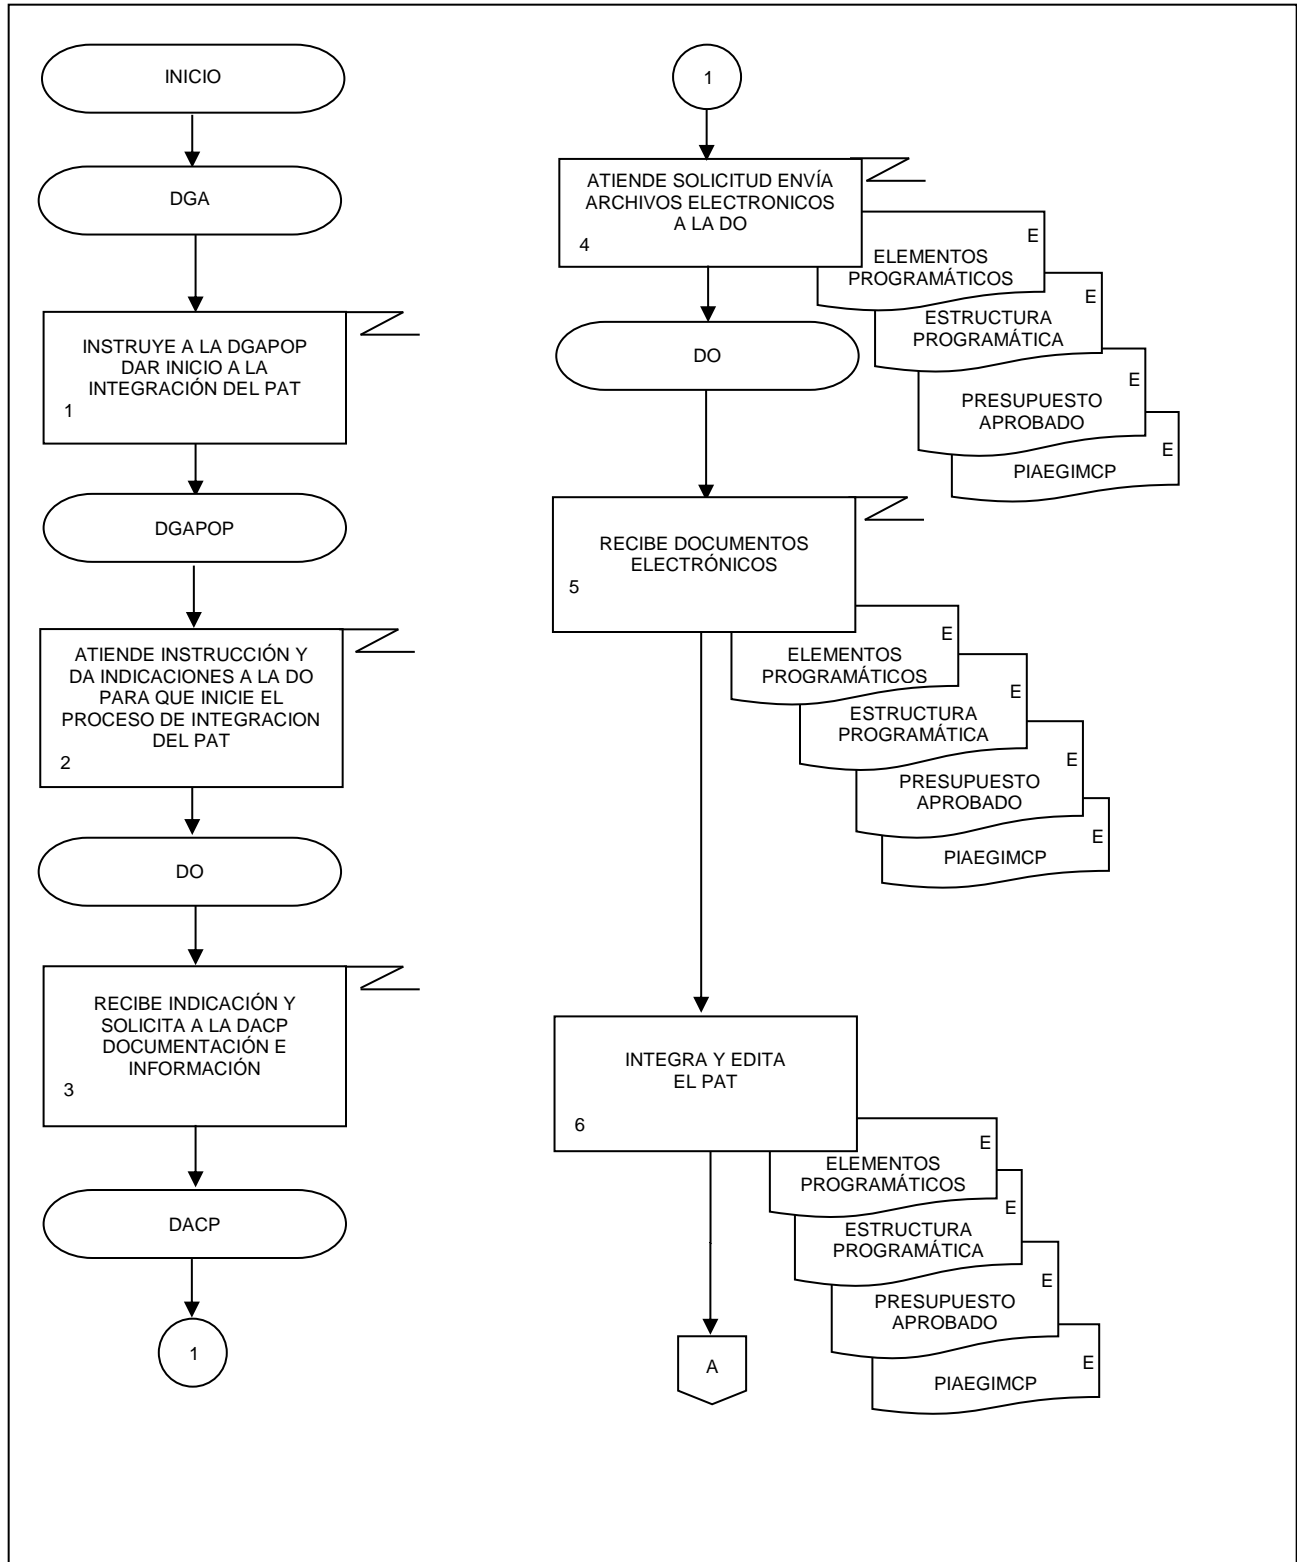 INICIO
DGA
INSTRUYE A LA DGAPOP
DAR INICIO A LA
INTEGRACIÓN DEL PAT
1
DGAPOP
ATIENDE INSTRUCCIÓN Y
DA INDICACIONES A LA DO
PARA QUE INICIE EL
PROCESO DE INTEGRACION
DEL PAT
2
DO
RECIBE INDICACIÓN Y
SOLICITA A LA DACP
DOCUMENTACIÓN E
INFORMACIÓN
3
DACP
1
1
ATIENDE SOLICITUD ENVÍA
ARCHIVOS ELECTRONICOS
A LA DO
4
E
ELEMENTOS
PROGRAMÁTICOS
E
ESTRUCTURA
PROGRAMÁTICA
E
PRESUPUESTO
APROBADO
E
PIAEGIMCP
DO
RECIBE DOCUMENTOS
ELECTRÓNICOS
5
E
ELEMENTOS
PROGRAMÁTICOS
E
ESTRUCTURA
PROGRAMÁTICA
E
PRESUPUESTO
APROBADO
E
PIAEGIMCP
INTEGRA Y EDITA
EL PAT
6
E
ELEMENTOS
PROGRAMÁTICOS
E
ESTRUCTURA
PROGRAMÁTICA
E
PRESUPUESTO
APROBADO
E
PIAEGIMCP
A